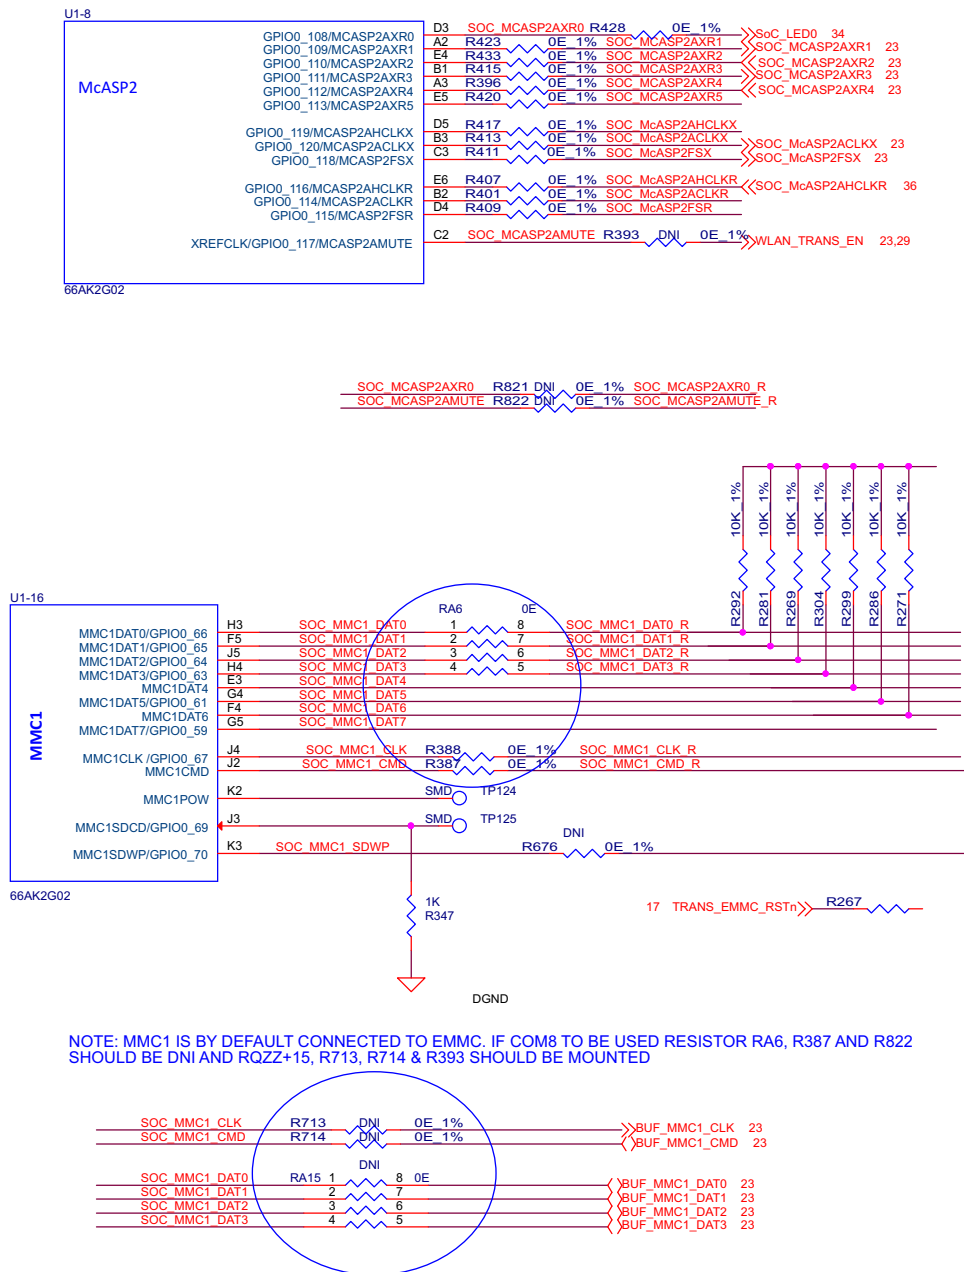 U1-8
McASP2
GPIO0_108/MCASP2AXR0 D3 SOC_MCASP2AXR0 R428 0E_1% SoC_LED0 34
GPIO0_109/MCASP2AXR1 A2 R423 0E_1% SOC_MCASP2AXR1 SOC_MCASP2AXR1 23
GPIO0_110/MCASP2AXR2 E4 R433 0E_1% SOC_MCASP2AXR2 SOC_MCASP2AXR2 23
GPIO0_111/MCASP2AXR3 B1 R415 0E_1% SOC_MCASP2AXR3 SOC_MCASP2AXR3 23
GPIO0_112/MCASP2AXR4 A3 R396 0E_1% SOC_MCASP2AXR4 SOC_MCASP2AXR4 23
GPIO0_113/MCASP2AXR5 E5 R420 0E_1% SOC_MCASP2AXR5
GPIO0_119/MCASP2AHCLKX D5 R417 0E_1% SOC_McASP2AHCLKX
GPIO0_120/MCASP2ACLKX B3 R413 0E_1% SOC_McASP2ACLKX SOC_McASP2ACLKX 23
GPIO0_118/MCASP2FSX C3 R411 0E_1% SOC_McASP2FSX SOC_McASP2FSX 23
GPIO0_116/MCASP2AHCLKR E6 R407 0E_1% SOC_McASP2AHCLKR SOC_McASP2AHCLKR 36
GPIO0_114/MCASP2ACLKR B2 R401 0E_1% SOC_McASP2ACLKR
GPIO0_115/MCASP2FSR D4 R409 0E_1% SOC_McASP2FSR
XREFCLK/GPIO0_117/MCASP2AMUTE C2 SOC_MCASP2AMUTE R393 DNI 0E_1% WLAN_TRANS_EN 23,29
66AK2G02
SOC_MCASP2AXR0 R821 DNI 0E_1% SOC_MCASP2AXR0_R
SOC_MCASP2AMUTE R822 DNI 0E_1% SOC_MCASP2AMUTE_R
10K_1% 10K_1% 10K_1% 10K_1% 10K_1% 10K_1% 10K_1%
R292 R281 R269 R304 R299 R286 R271
U1-16
MMC1
RA6 0E
MMC1DAT0/GPIO0_66 H3 SOC_MMC1_DAT0 1 8 SOC_MMC1_DAT0_R
MMC1DAT1/GPIO0_65 F5 SOC_MMC1_DAT1 2 7 SOC_MMC1_DAT1_R
MMC1DAT2/GPIO0_64 J5 SOC_MMC1_DAT2 3 6 SOC_MMC1_DAT2_R
MMC1DAT3/GPIO0_63 H4 SOC_MMC1_DAT3 4 5 SOC_MMC1_DAT3_R
MMC1DAT4 E3 SOC_MMC1_DAT4
MMC1DAT5/GPIO0_61 G4 SOC_MMC1_DAT5
MMC1DAT6 F4 SOC_MMC1_DAT6
MMC1DAT7/GPIO0_59 G5 SOC_MMC1_DAT7
MMC1CLK /GPIO0_67 J4 SOC_MMC1_CLK R388 0E_1% SOC_MMC1_CLK_R
MMC1CMD J2 SOC_MMC1_CMD R387 0E_1% SOC_MMC1_CMD_R
MMC1POW K2 SMD TP124
MMC1SDCD/GPIO0_69 J3 SMD TP125
DNI
MMC1SDWP/GPIO0_70 K3 SOC_MMC1_SDWP R676 0E_1%
66AK2G02
1K
R347
17 TRANS_EMMC_RSTn R267
DGND
NOTE: MMC1 IS BY DEFAULT CONNECTED TO EMMC. IF COM8 TO BE USED RESISTOR RA6, R387 AND R822
SHOULD BE DNI AND RQZZ+15, R713, R714 & R393 SHOULD BE MOUNTED
SOC_MMC1_CLK R713 DNI 0E_1% BUF_MMC1_CLK 23
SOC_MMC1_CMD R714 DNI 0E_1% BUF_MMC1_CMD 23
DNI
SOC_MMC1_DAT0 RA15 1 8 0E BUF_MMC1_DAT0 23
SOC_MMC1_DAT1 2 7 BUF_MMC1_DAT1 23
SOC_MMC1_DAT2 3 6 BUF_MMC1_DAT2 23
SOC_MMC1_DAT3 4 5 BUF_MMC1_DAT3 23